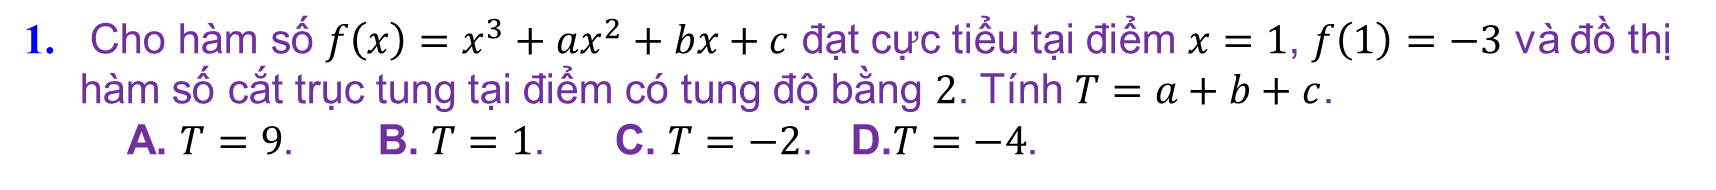 1. Cho hàm số f(x) = x³ + ax² + bx + c đạt cực tiểu tại điểm x = 1, f(1) = −3 và đồ thị
hàm số cắt trục tung tại điểm có tung độ bằng 2. Tính T = a + b + c.
A. T = 9. B. T = 1. C. T = −2. D.T = −4.